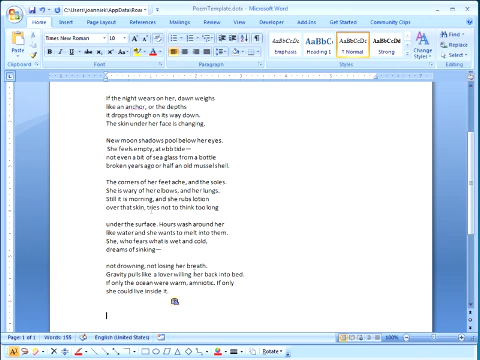 PoemTemplate.dotx - Microsoft Word
C:\Users\joanniek\AppData\Roam
Home Insert Page Layout References Mailings Review View Developer Add-Ins Get Started Clipboards
Paste
Clipboard
Times New Roman 10
Font
Paragraph
AaBbCcDc AaBbCc AaBbCcDc AaBbCc
Emphasis Heading 1 ¶ Normal Strong
Change Styles
Styles
Find
Replace
Select
Editing
If the night wears on her, dawn weighs
like an anchor, or the depths
it drops through on its way down.
The skin under her face is changing.
New moon shadows pool below her eyes.
She feels empty, at ebb tide—
not even a bit of sea glass from a bottle
broken years ago or half an old mussel shell.
The corners of her feet ache, and the soles.
She is wary of her elbows, and her lungs.
Still it is morning, and she rubs lotion
over that skin, tries not to think too long
under the surface. Hours wash around her
like water and she wants to melt into them.
She, who fears what is wet and cold,
dreams of sinking—
not drowning, not losing her breath.
Gravity pulls like a lover willing her back into bed.
If only the ocean were warm, amniotic. If only
she could live inside it.
Page: 1 of 1 Words: 155 English (United States) 100%
Rotate